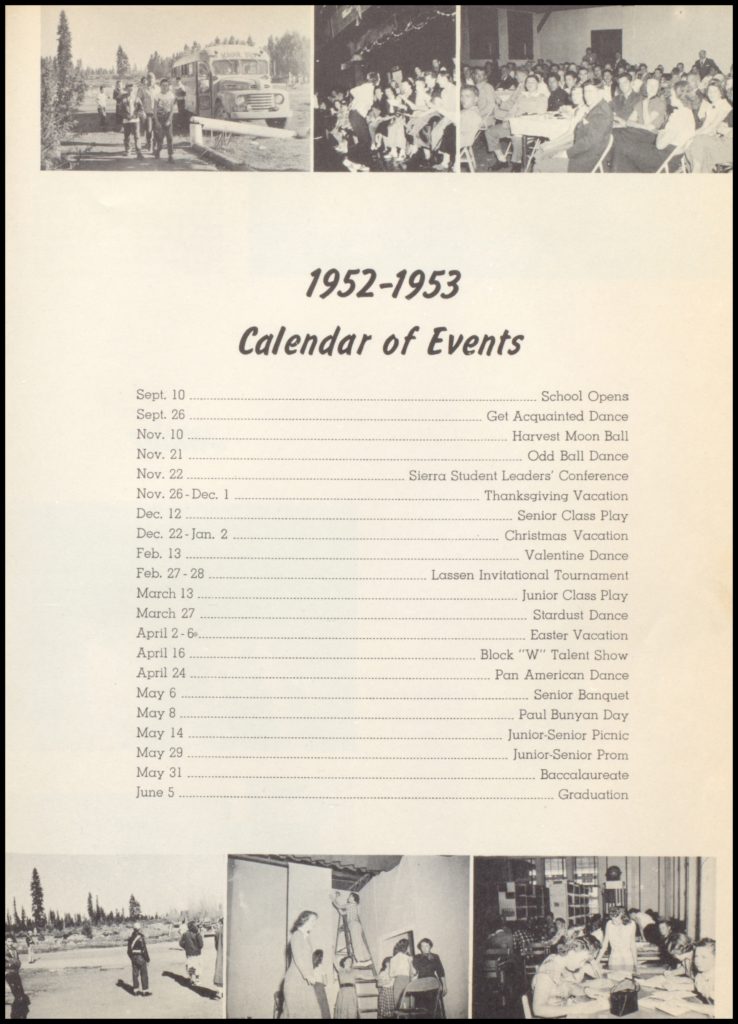 SCHOOL BUS
1952-1953
Calendar of Events
Sept. 10 School Opens
Sept. 26 Get Acquainted Dance
Nov. 10 Harvest Moon Ball
Nov. 21 Odd Ball Dance
Nov. 22 Sierra Student Leaders' Conference
Nov. 26-Dec. 1 Thanksgiving Vacation
Dec. 12 Senior Class Play
Dec. 22-Jan. 2 Christmas Vacation
Feb. 13 Valentine Dance
Feb. 27-28 Lassen Invitational Tournament
March 13 Junior Class Play
March 27 Stardust Dance
April 2-6 Easter Vacation
April 16 Block "W" Talent Show
April 24 Pan American Dance
May 6 Senior Banquet
May 8 Paul Bunyan Day
May 14 Junior-Senior Picnic
May 29 Junior-Senior Prom
May 31 Baccalaureate
June 5 Graduation